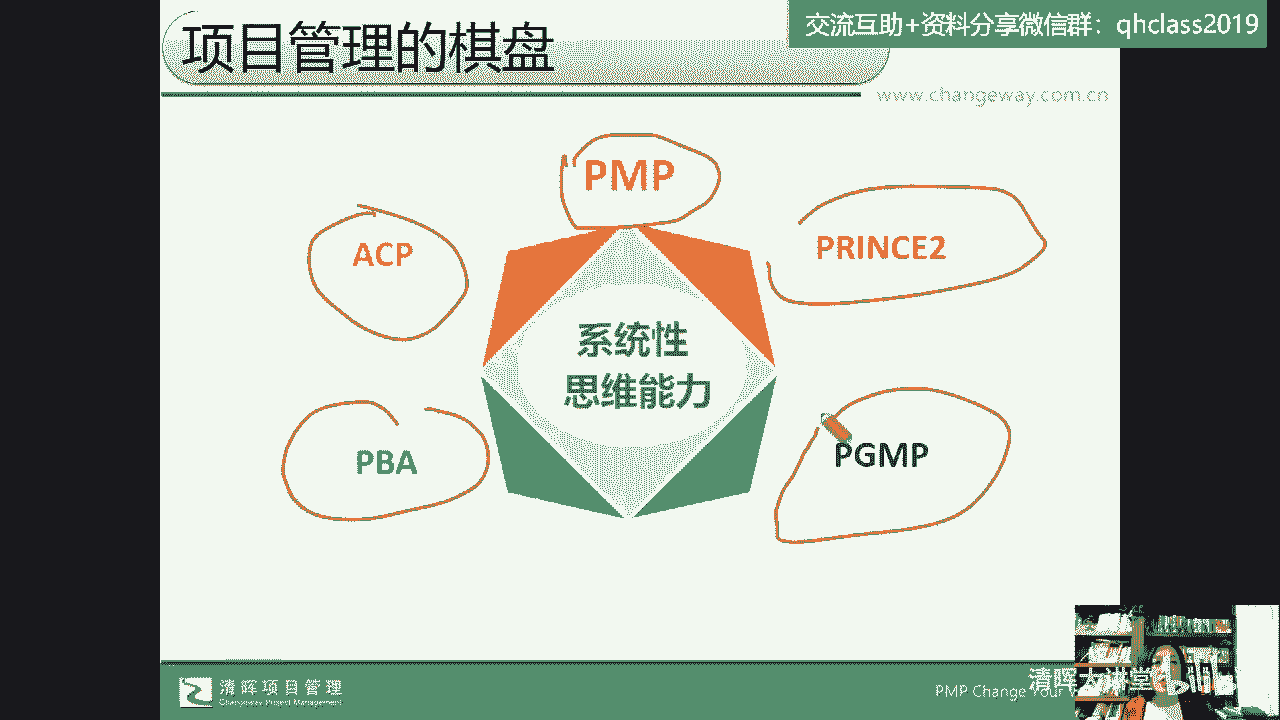 项目管理的棋盘
交流互助+资料分享微信群：qhclass2019
www.changeway.com.cn
PMP
ACP
PRINCE2
系统性
思维能力
PBA
PGMP
清晖项目管理
Changeway Project Management
PMP Change Your
清晖大讲堂